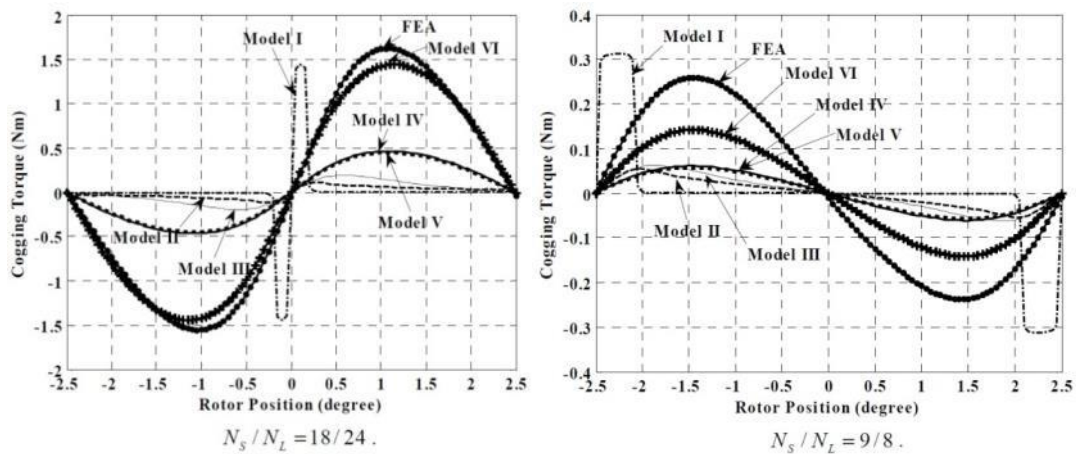 Cogging Torque (Nm)
2
1.5
1
0.5
0
-0.5
-1
-1.5
-2
-2.5 -2 -1.5 -1 -0.5 0 0.5 1 1.5 2 2.5
Rotor Position (degree)
Model I
FEA
Model VI
Model IV
Model V
Model II
Model III
N_S / N_L = 18/24 .
Cogging Torque (Nm)
0.4
0.3
0.2
0.1
0
-0.1
-0.2
-0.3
-0.4
-2.5 -2 -1.5 -1 -0.5 0 0.5 1 1.5 2 2.5
Rotor Position (degree)
Model I
FEA
Model VI
Model IV
Model V
Model II
Model III
N_S / N_L = 9/8 .